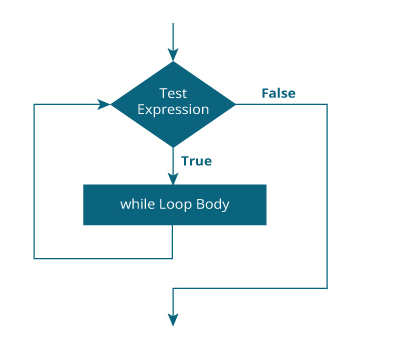 Test
Expression
False
True
while Loop Body